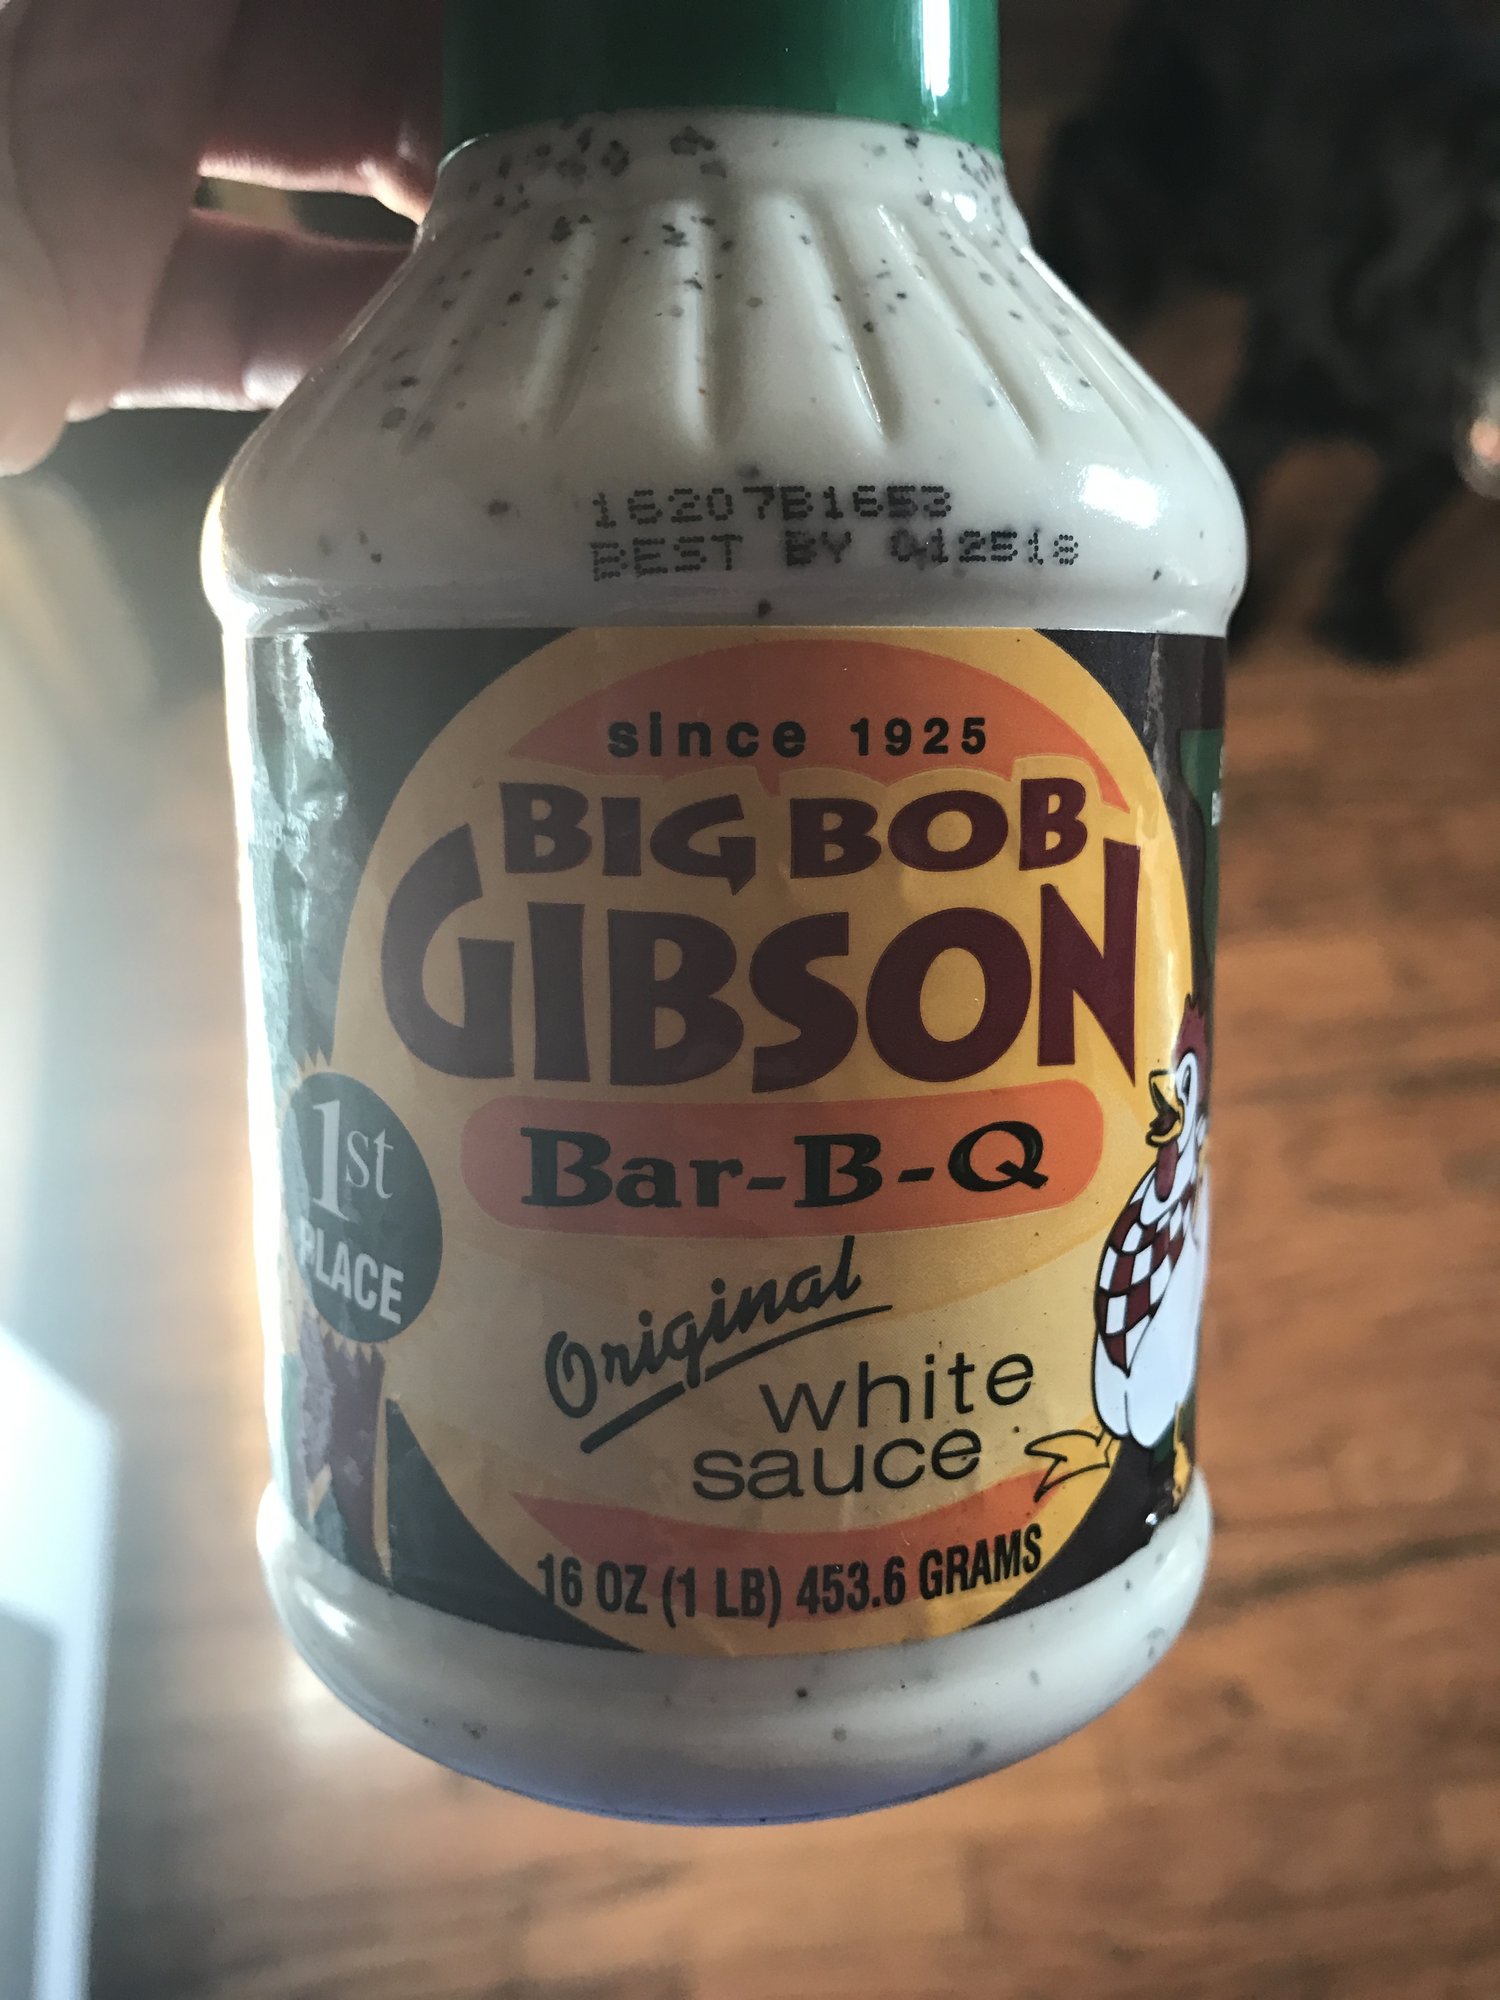 16207B1653
BEST BY 012518
since 1925
BIG BOB
GIBSON
Bar-B-Q
1st
PLACE
Original
white
sauce
16 OZ (1 LB) 453.6 GRAMS